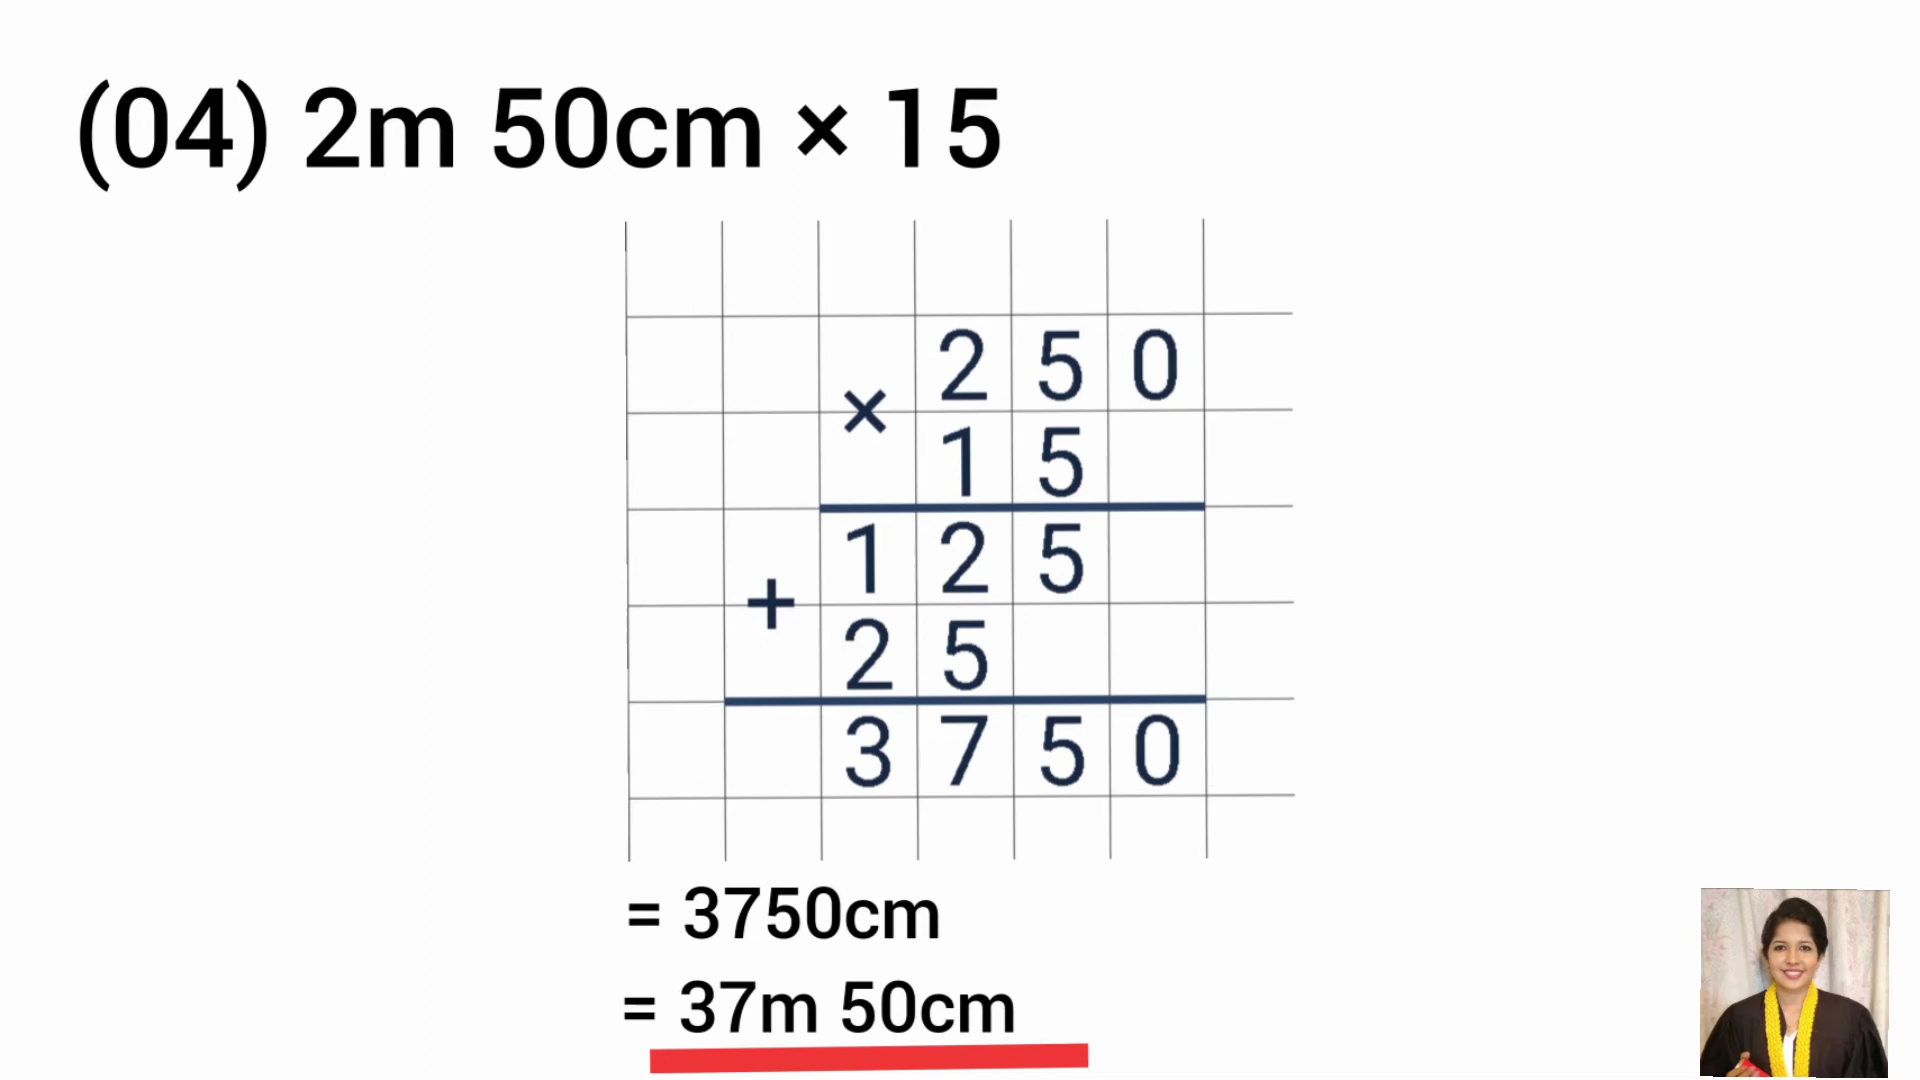 (04) 2m 50cm × 15
2 5 0
×
1 5
1 2 5
+
2 5
3 7 5 0
= 3750cm
= 37m 50cm